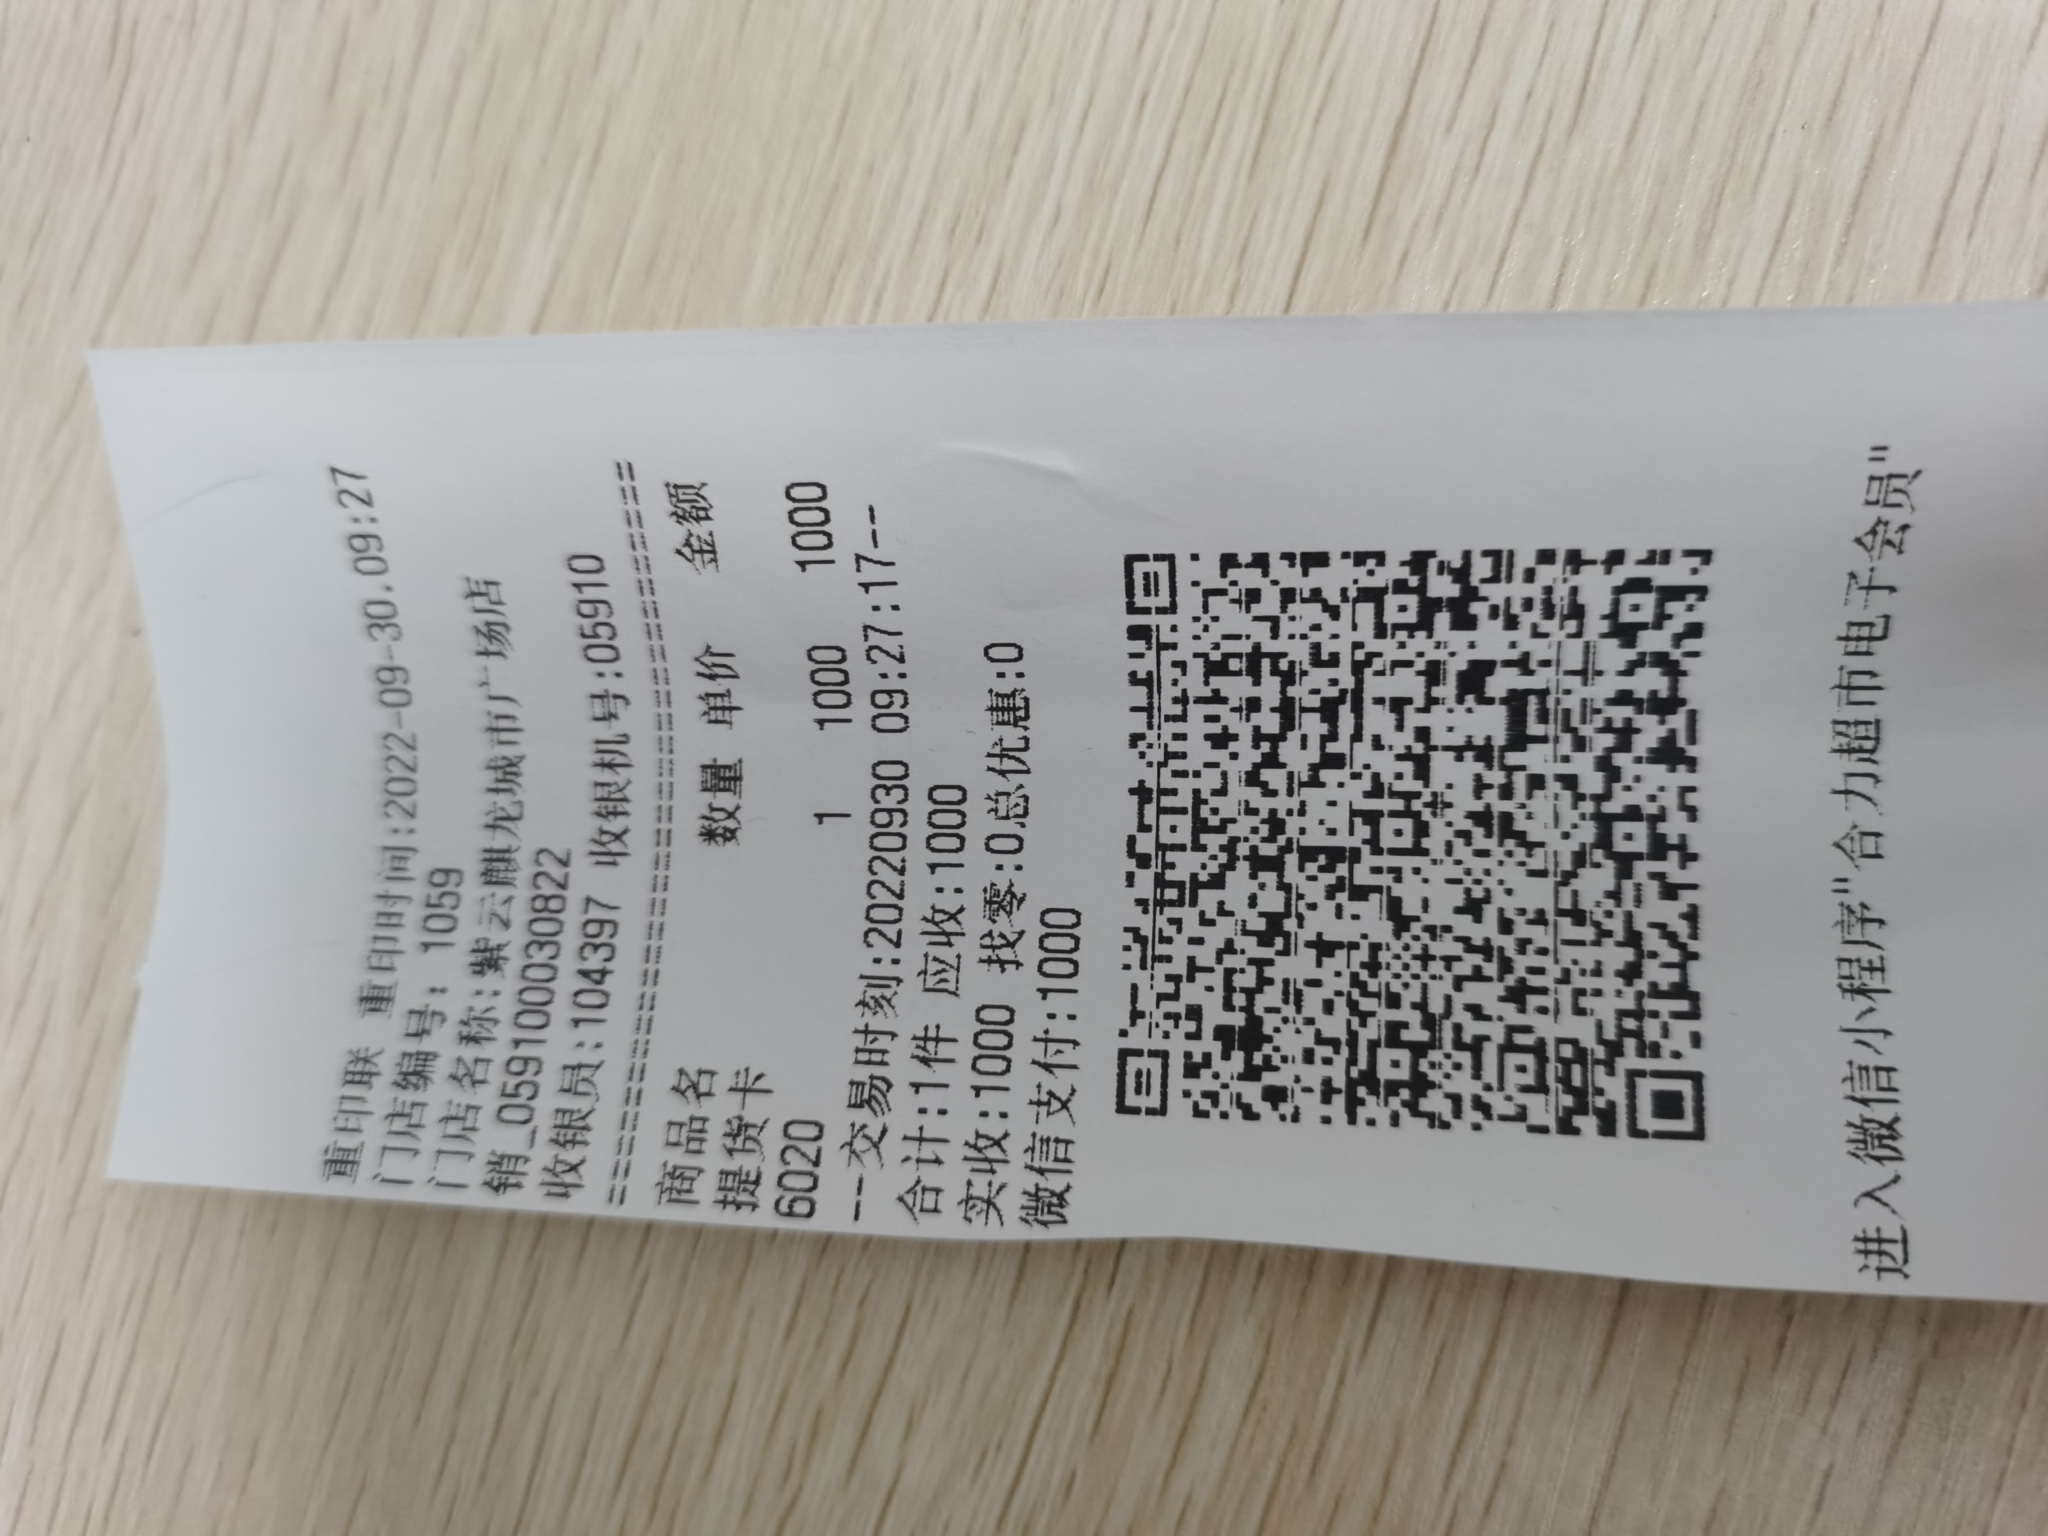 重印联 重印时间:2022-09-30.09:27
门店编号: 1059
门店名称:紫云麒龙城市广场店
销_0591000030822
收银员:104397 收银机号:05910
================================
商品名 数量 单价 金额
提货卡
6020 1 1000 1000
--交易时刻:20220930 09:27:17--
合计:1件 应收:1000
实收:1000 找零:0总优惠:0
微信支付:1000
进入微信小程序"合力超市电子会员"